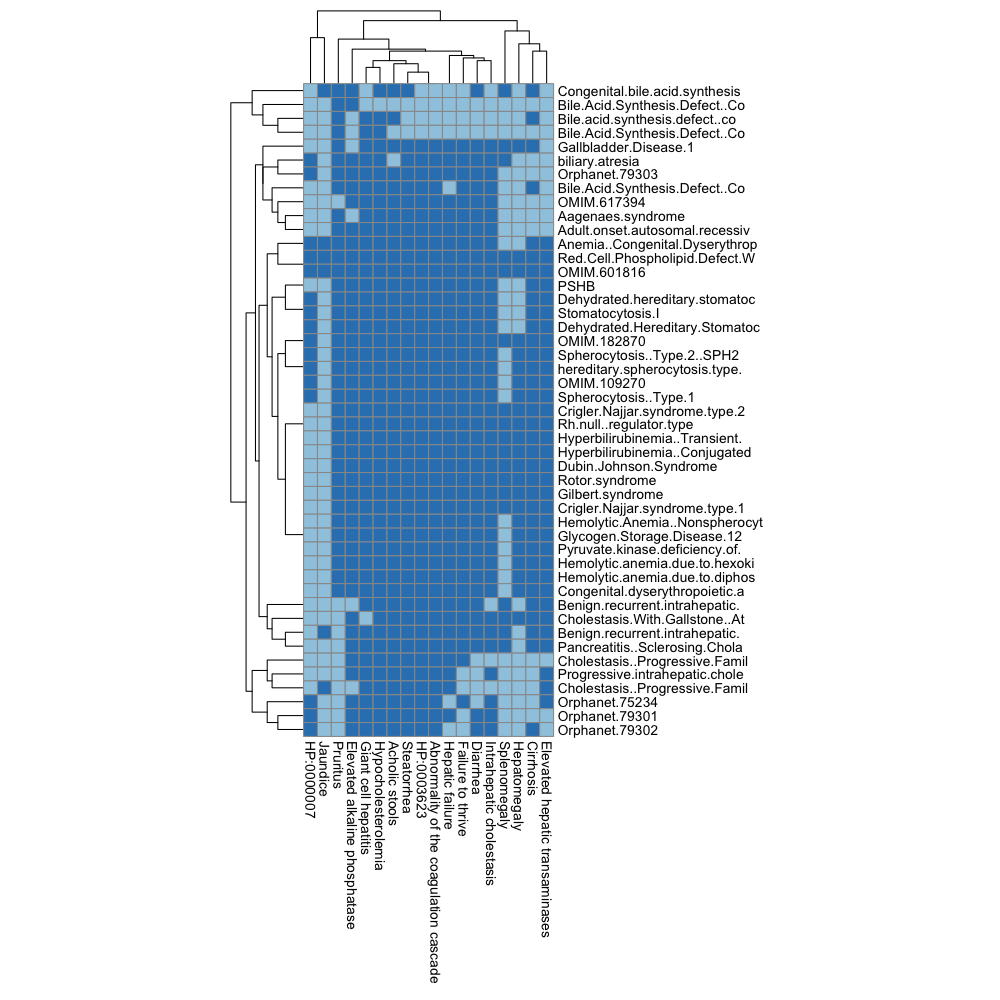 Congenital.bile.acid.synthesis
Bile.Acid.Synthesis.Defect..Co
Bile.acid.synthesis.defect..co
Bile.Acid.Synthesis.Defect..Co
Gallbladder.Disease.1
biliary.atresia
Orphanet.79303
Bile.Acid.Synthesis.Defect..Co
OMIM.617394
Aagenaes.syndrome
Adult.onset.autosomal.recessiv
Anemia..Congenital.Dyserythrop
Red.Cell.Phospholipid.Defect.W
OMIM.601816
PSHB
Dehydrated.hereditary.stomatoc
Stomatocytosis.I
Dehydrated.Hereditary.Stomatoc
OMIM.182870
Spherocytosis..Type.2..SPH2
hereditary.spherocytosis.type.
OMIM.109270
Spherocytosis..Type.1
Crigler.Najjar.syndrome.type.2
Rh.null..regulator.type
Hyperbilirubinemia..Transient.
Hyperbilirubinemia..Conjugated
Dubin.Johnson.Syndrome
Rotor.syndrome
Gilbert.syndrome
Crigler.Najjar.syndrome.type.1
Hemolytic.Anemia..Nonspherocyt
Glycogen.Storage.Disease.12
Pyruvate.kinase.deficiency.of.
Hemolytic.anemia.due.to.hexoki
Hemolytic.anemia.due.to.diphos
Congenital.dyserythropoietic.a
Benign.recurrent.intrahepatic.
Cholestasis.With.Gallstone..At
Benign.recurrent.intrahepatic.
Pancreatitis..Sclerosing.Chola
Cholestasis..Progressive.Famil
Progressive.intrahepatic.chole
Cholestasis..Progressive.Famil
Orphanet.75234
Orphanet.79301
Orphanet.79302
HP:0000007
Jaundice
Pruritus
Elevated alkaline phosphatase
Giant cell hepatitis
Hypocholesterolemia
Acholic stools
Steatorrhea
HP:0003623
Abnormality of the coagulation cascade
Hepatic failure
Failure to thrive
Diarrhea
Intrahepatic cholestasis
Splenomegaly
Hepatomegaly
Cirrhosis
Elevated hepatic transaminases